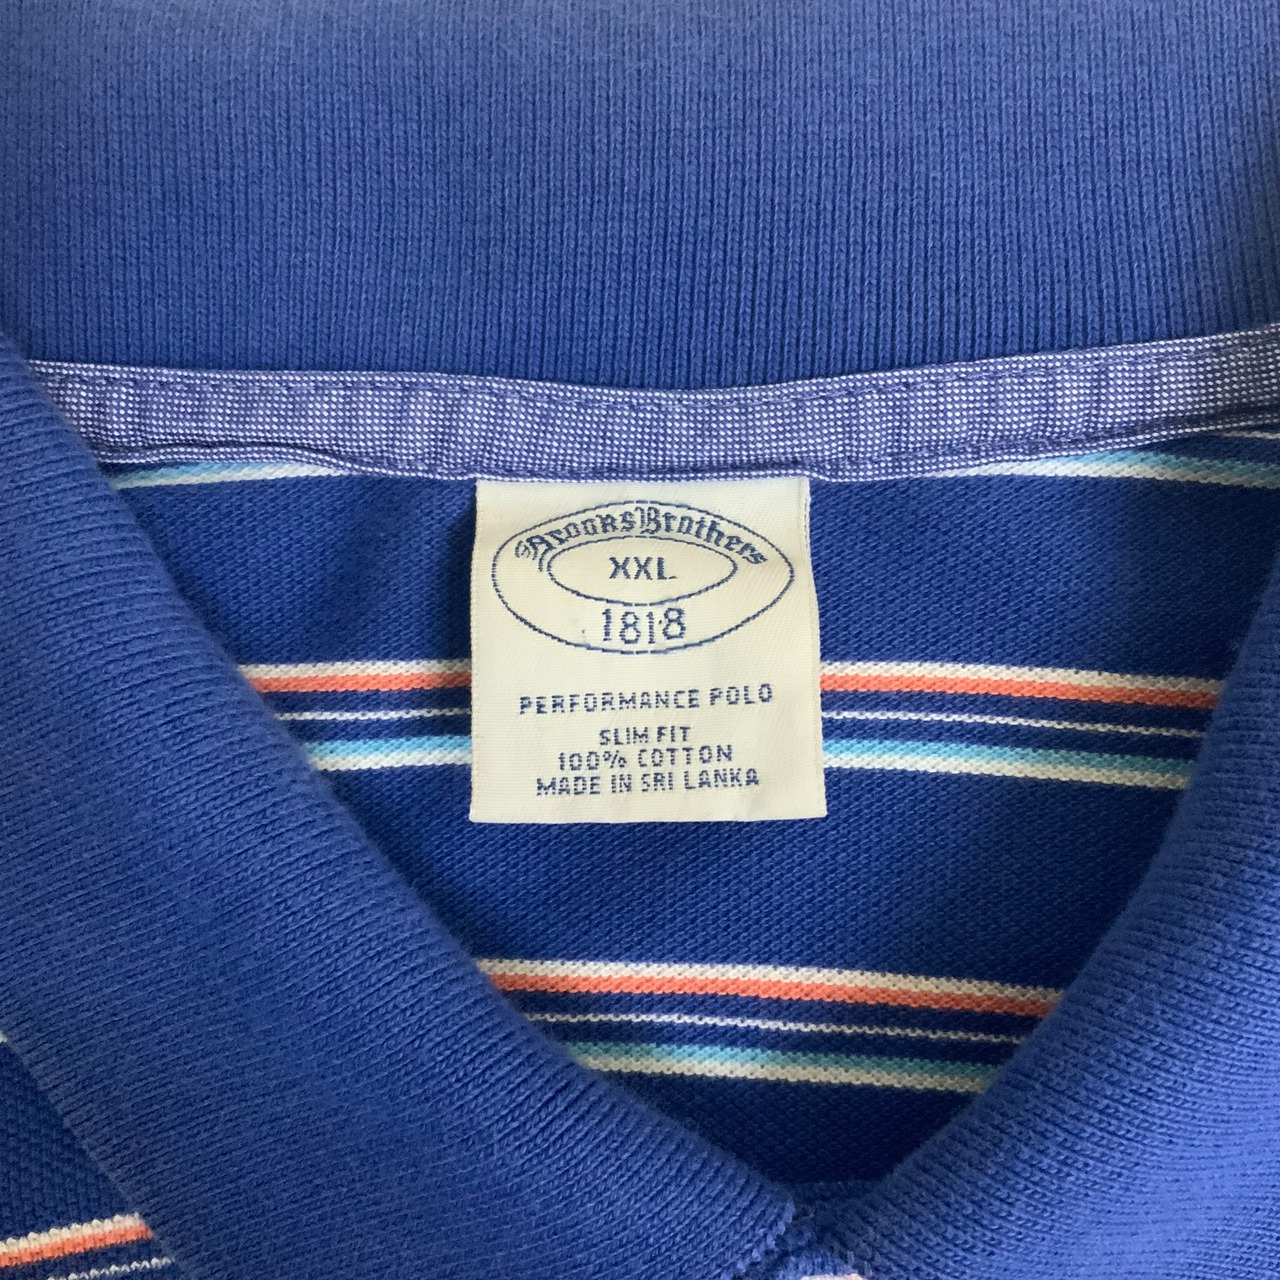 Brooks Brothers
XXL
1818
PERFORMANCE POLO
SLIM FIT
100% COTTON
MADE IN SRI LANKA